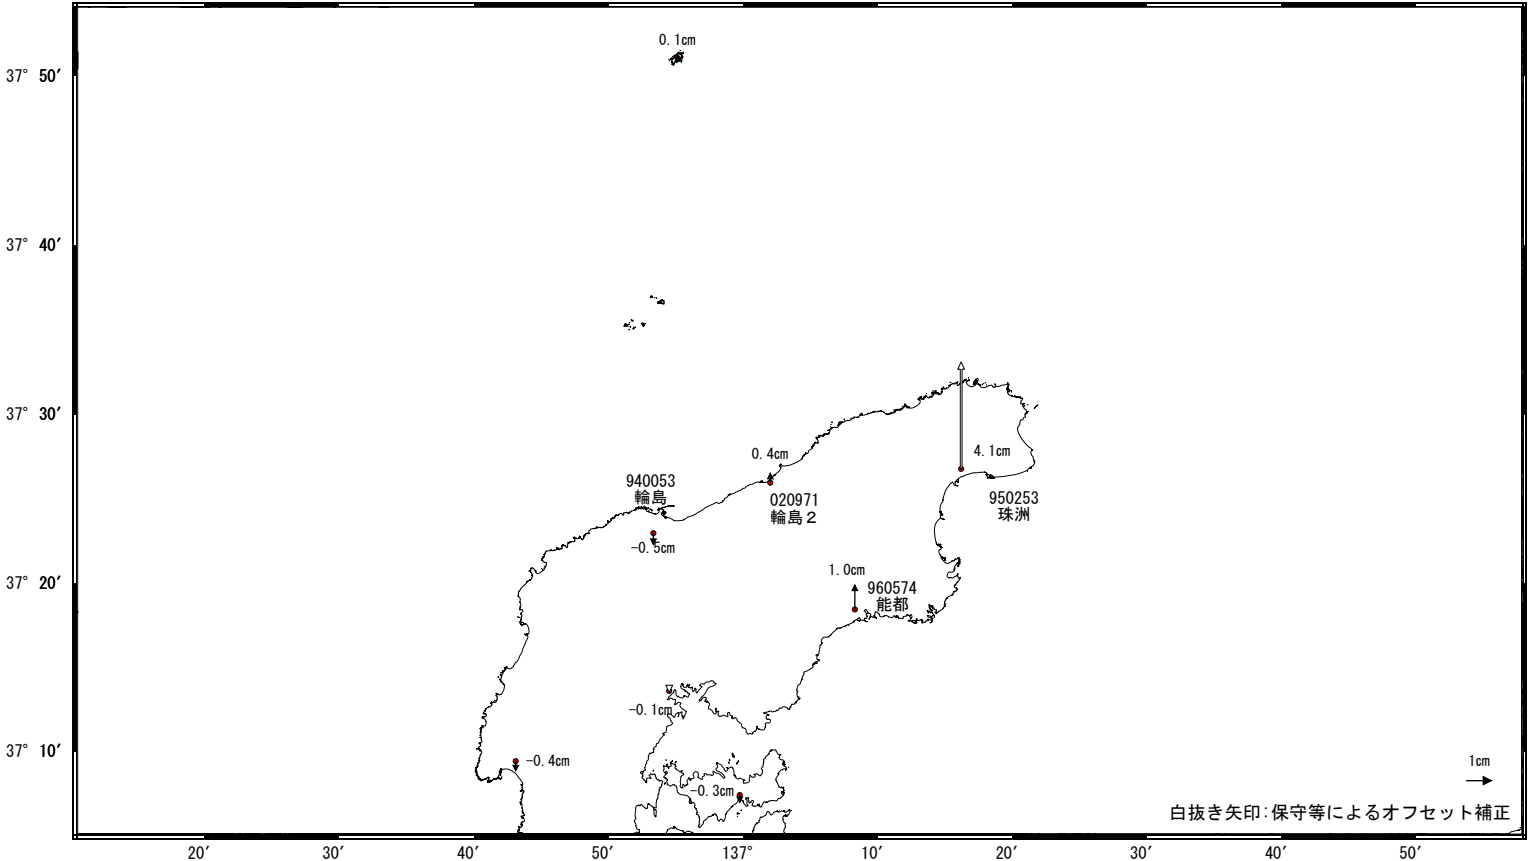 0.1cm
37° 50′
37° 40′
37° 30′
4.1cm
0.4cm
940053
輪島
020971
輪島２
950253
珠洲
-0.5cm
37° 20′
1.0cm
960574
能都
-0.1cm
37° 10′
-0.4cm
1cm
-0.3cm
白抜き矢印:保守等によるオフセット補正
20′ 30′ 40′ 50′ 137° 10′ 20′ 30′ 40′ 50′